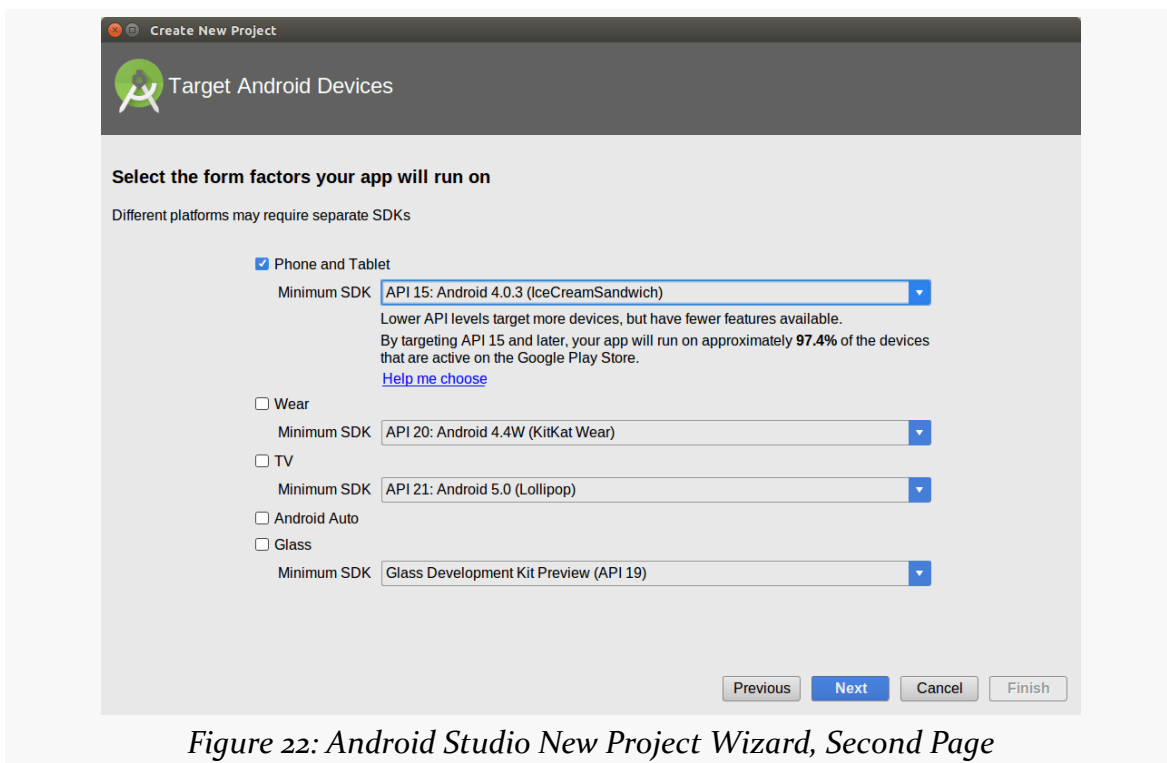 Create New Project
Target Android Devices
Select the form factors your app will run on
Different platforms may require separate SDKs
Phone and Tablet
Minimum SDK API 15: Android 4.0.3 (IceCreamSandwich)
Lower API levels target more devices, but have fewer features available.
By targeting API 15 and later, your app will run on approximately 97.4% of the devices
that are active on the Google Play Store.
Help me choose
Wear
Minimum SDK API 20: Android 4.4W (KitKat Wear)
TV
Minimum SDK API 21: Android 5.0 (Lollipop)
Android Auto
Glass
Minimum SDK Glass Development Kit Preview (API 19)
Previous Next Cancel Finish
Figure 22: Android Studio New Project Wizard, Second Page